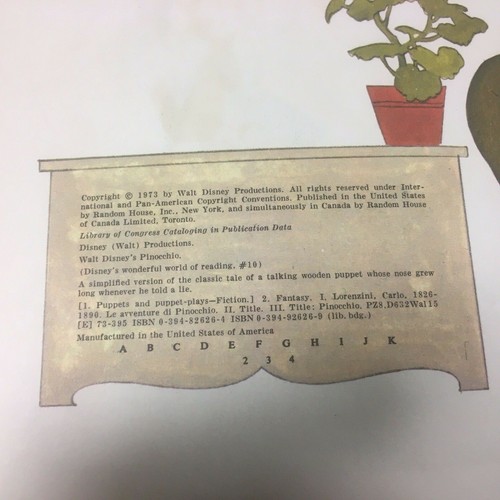 Copyright © 1973 by Walt Disney Productions. All rights reserved under Inter-
national and Pan-American Copyright Conventions. Published in the United States
by Random House, Inc., New York, and simultaneously in Canada by Random House
of Canada Limited, Toronto.
Library of Congress Cataloging in Publication Data
Disney (Walt) Productions.
Walt Disney's Pinocchio.
(Disney's wonderful world of reading, #10)
A simplified version of the classic tale of a talking wooden puppet whose nose grew
long whenever he told a lie.
[1. Puppets and puppet-plays—Fiction.] 2. Fantasy. I. Lorenzini, Carlo, 1826-
1890. Le avventure di Pinocchio. II. Title. III. Title: Pinocchio. PZ8.D632Wal15
[E] 73-395 ISBN 0-394-82626-4 ISBN 0-394-92626-9 (lib. bdg.)
Manufactured in the United States of America
A B C D E F G H I J K
2 3 4